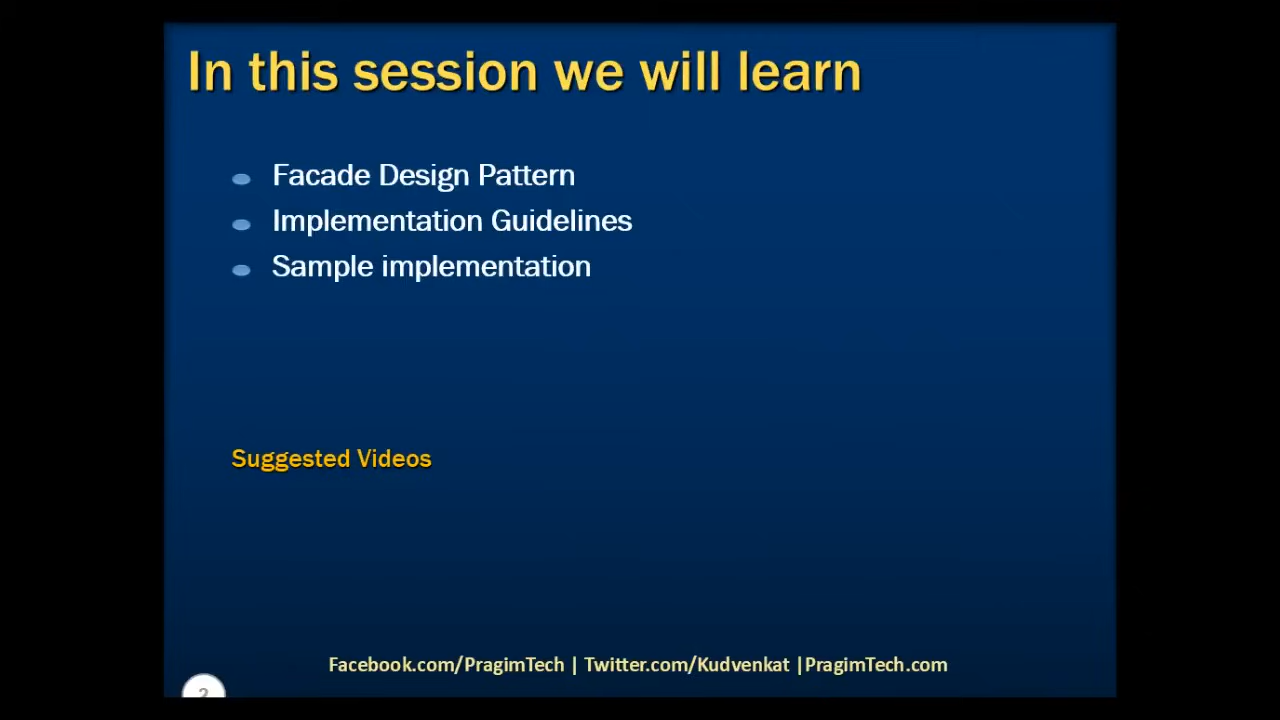 In this session we will learn
Facade Design Pattern
Implementation Guidelines
Sample implementation
Suggested Videos
Facebook.com/PragimTech | Twitter.com/Kudvenkat |PragimTech.com
2